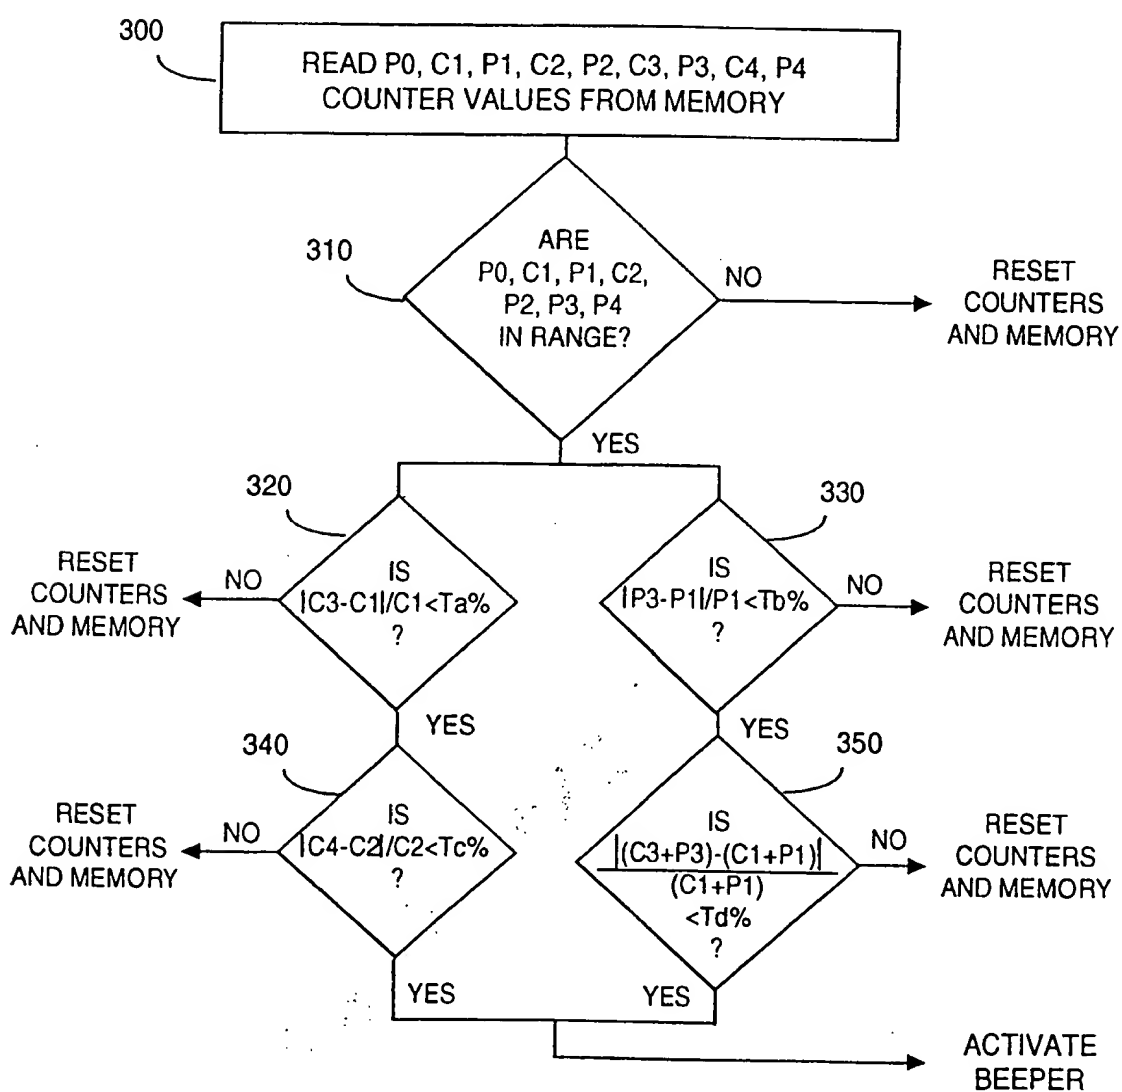 300
READ P0, C1, P1, C2, P2, C3, P3, C4, P4
COUNTER VALUES FROM MEMORY
310
ARE
P0, C1, P1, C2,
P2, P3, P4
IN RANGE?
NO
RESET
COUNTERS
AND MEMORY
YES
320
IS
|C3-C1|/C1<Ta%
?
NO
RESET
COUNTERS
AND MEMORY
YES
330
IS
|P3-P1|/P1<Tb%
?
NO
RESET
COUNTERS
AND MEMORY
YES
340
IS
|C4-C2|/C2<Tc%
?
NO
RESET
COUNTERS
AND MEMORY
YES
350
IS
|(C3+P3)-(C1+P1)|
(C1+P1)
<Td%
?
NO
RESET
COUNTERS
AND MEMORY
YES
ACTIVATE
BEEPER